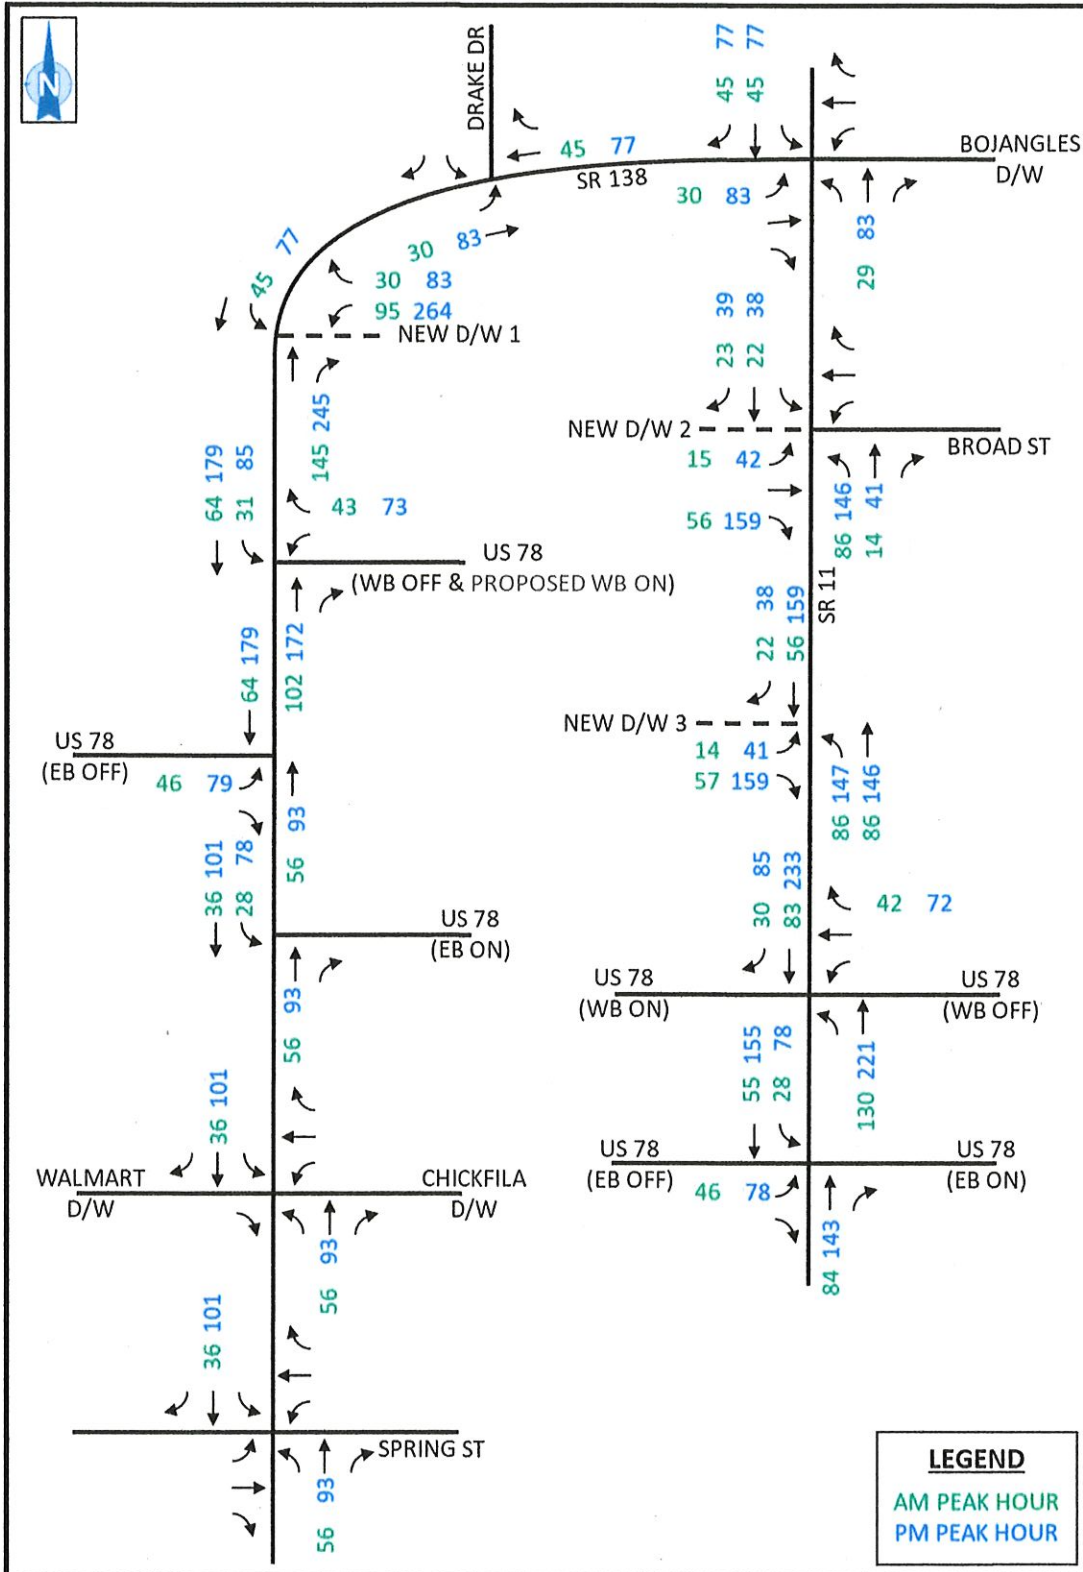 N
DRAKE DR
77 77
45 45
BOJANGLES
D/W
45 77
SR 138
30 83
83
29
77
45
30 83
30 83
95 264
NEW D/W 1
39 38
23 22
NEW D/W 2
BROAD ST
15 42
56 159
146 41
86 14
245
145
179 85
64 31
43 73
US 78
(WB OFF & PROPOSED WB ON)
SR 11
38 159
22 56
179
64
172
102
NEW D/W 3
14 41
57 159
147 146
86 86
US 78
(EB OFF)
46 79
93
56
101 78
36 28
85 233
30 83
42 72
US 78
(EB ON)
US 78
(WB ON)
US 78
(WB OFF)
93
56
155 78
55 28
221
130
101
36
US 78
(EB OFF)
US 78
(EB ON)
46 78
143
84
WALMART
D/W
CHICKFILA
D/W
93
56
101
36
SPRING ST
93
56
LEGEND
AM PEAK HOUR
PM PEAK HOUR